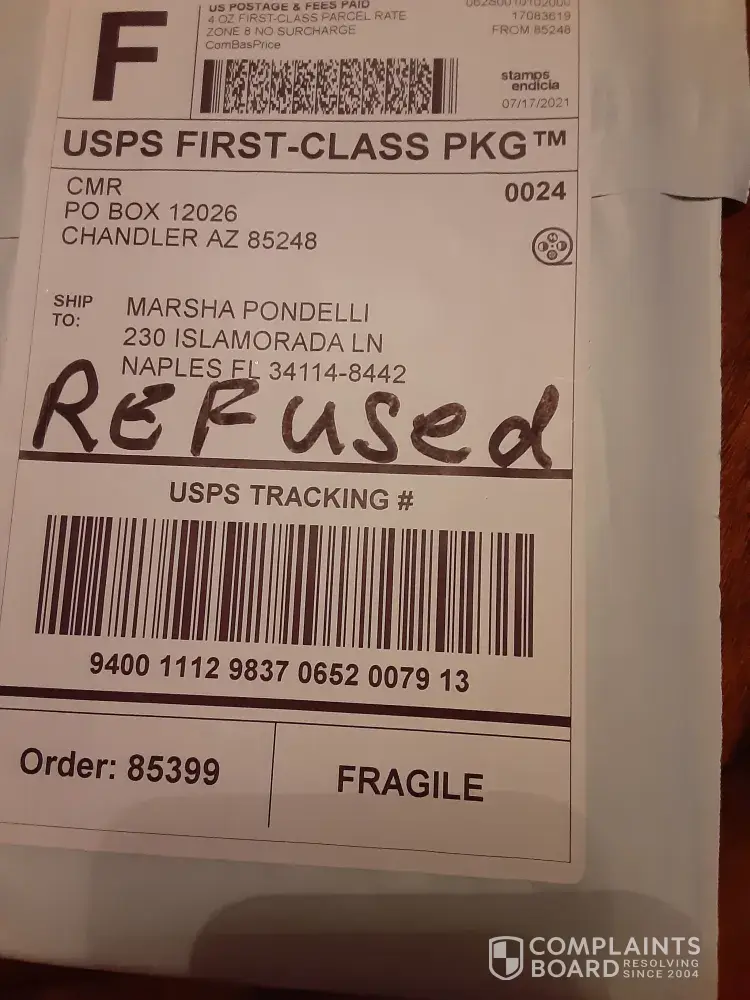 F
US POSTAGE & FEES PAID
4 OZ FIRST-CLASS PARCEL RATE
ZONE 8 NO SURCHARGE
ComBasPrice
17083619
FROM 85248
stamps
endicia
07/17/2021
USPS FIRST-CLASS PKG™
CMR
PO BOX 12026
CHANDLER AZ 85248
0024
SHIP
TO:
MARSHA PONDELLI
230 ISLAMORADA LN
NAPLES FL 34114-8442
REFused
USPS TRACKING #
9400 1112 9837 0652 0079 13
Order: 85399
FRAGILE
COMPLAINTS
BOARD RESOLVING
SINCE 2004